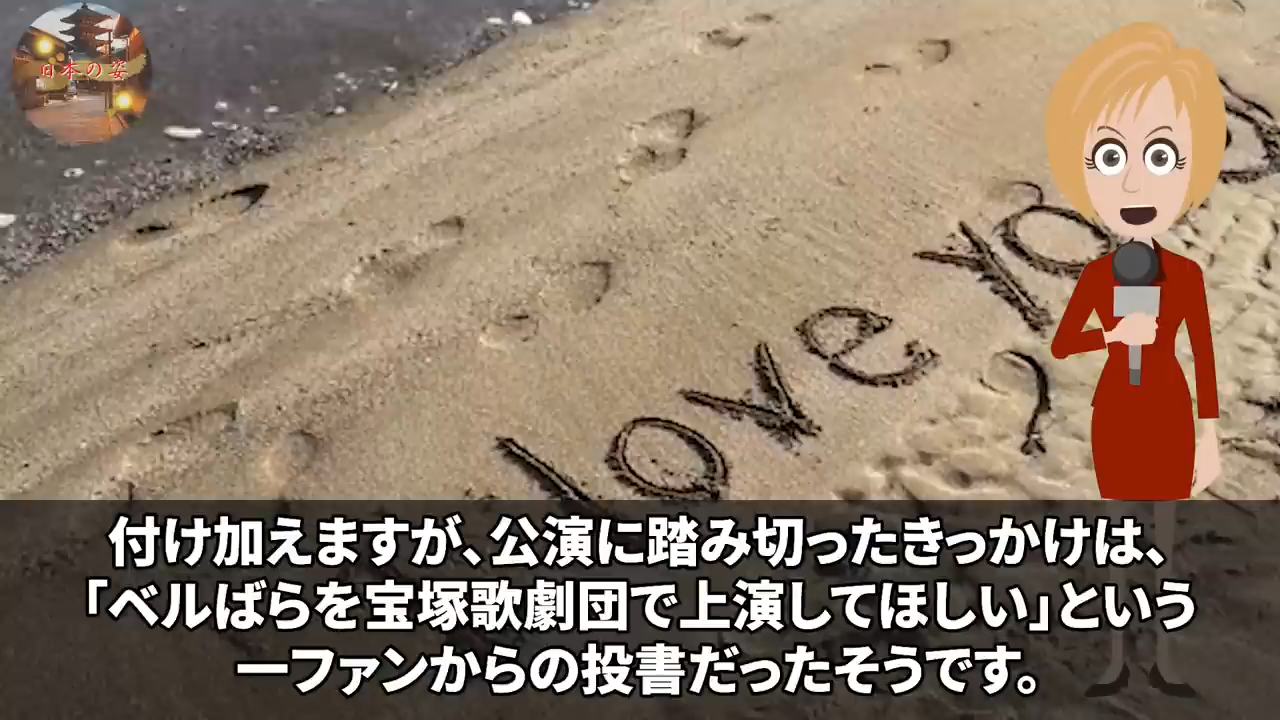 日本の姿
love yo
付け加えますが、公演に踏み切ったきっかけは、
「ベルばらを宝塚歌劇団で上演してほしい」という
一ファンからの投書だったそうです。